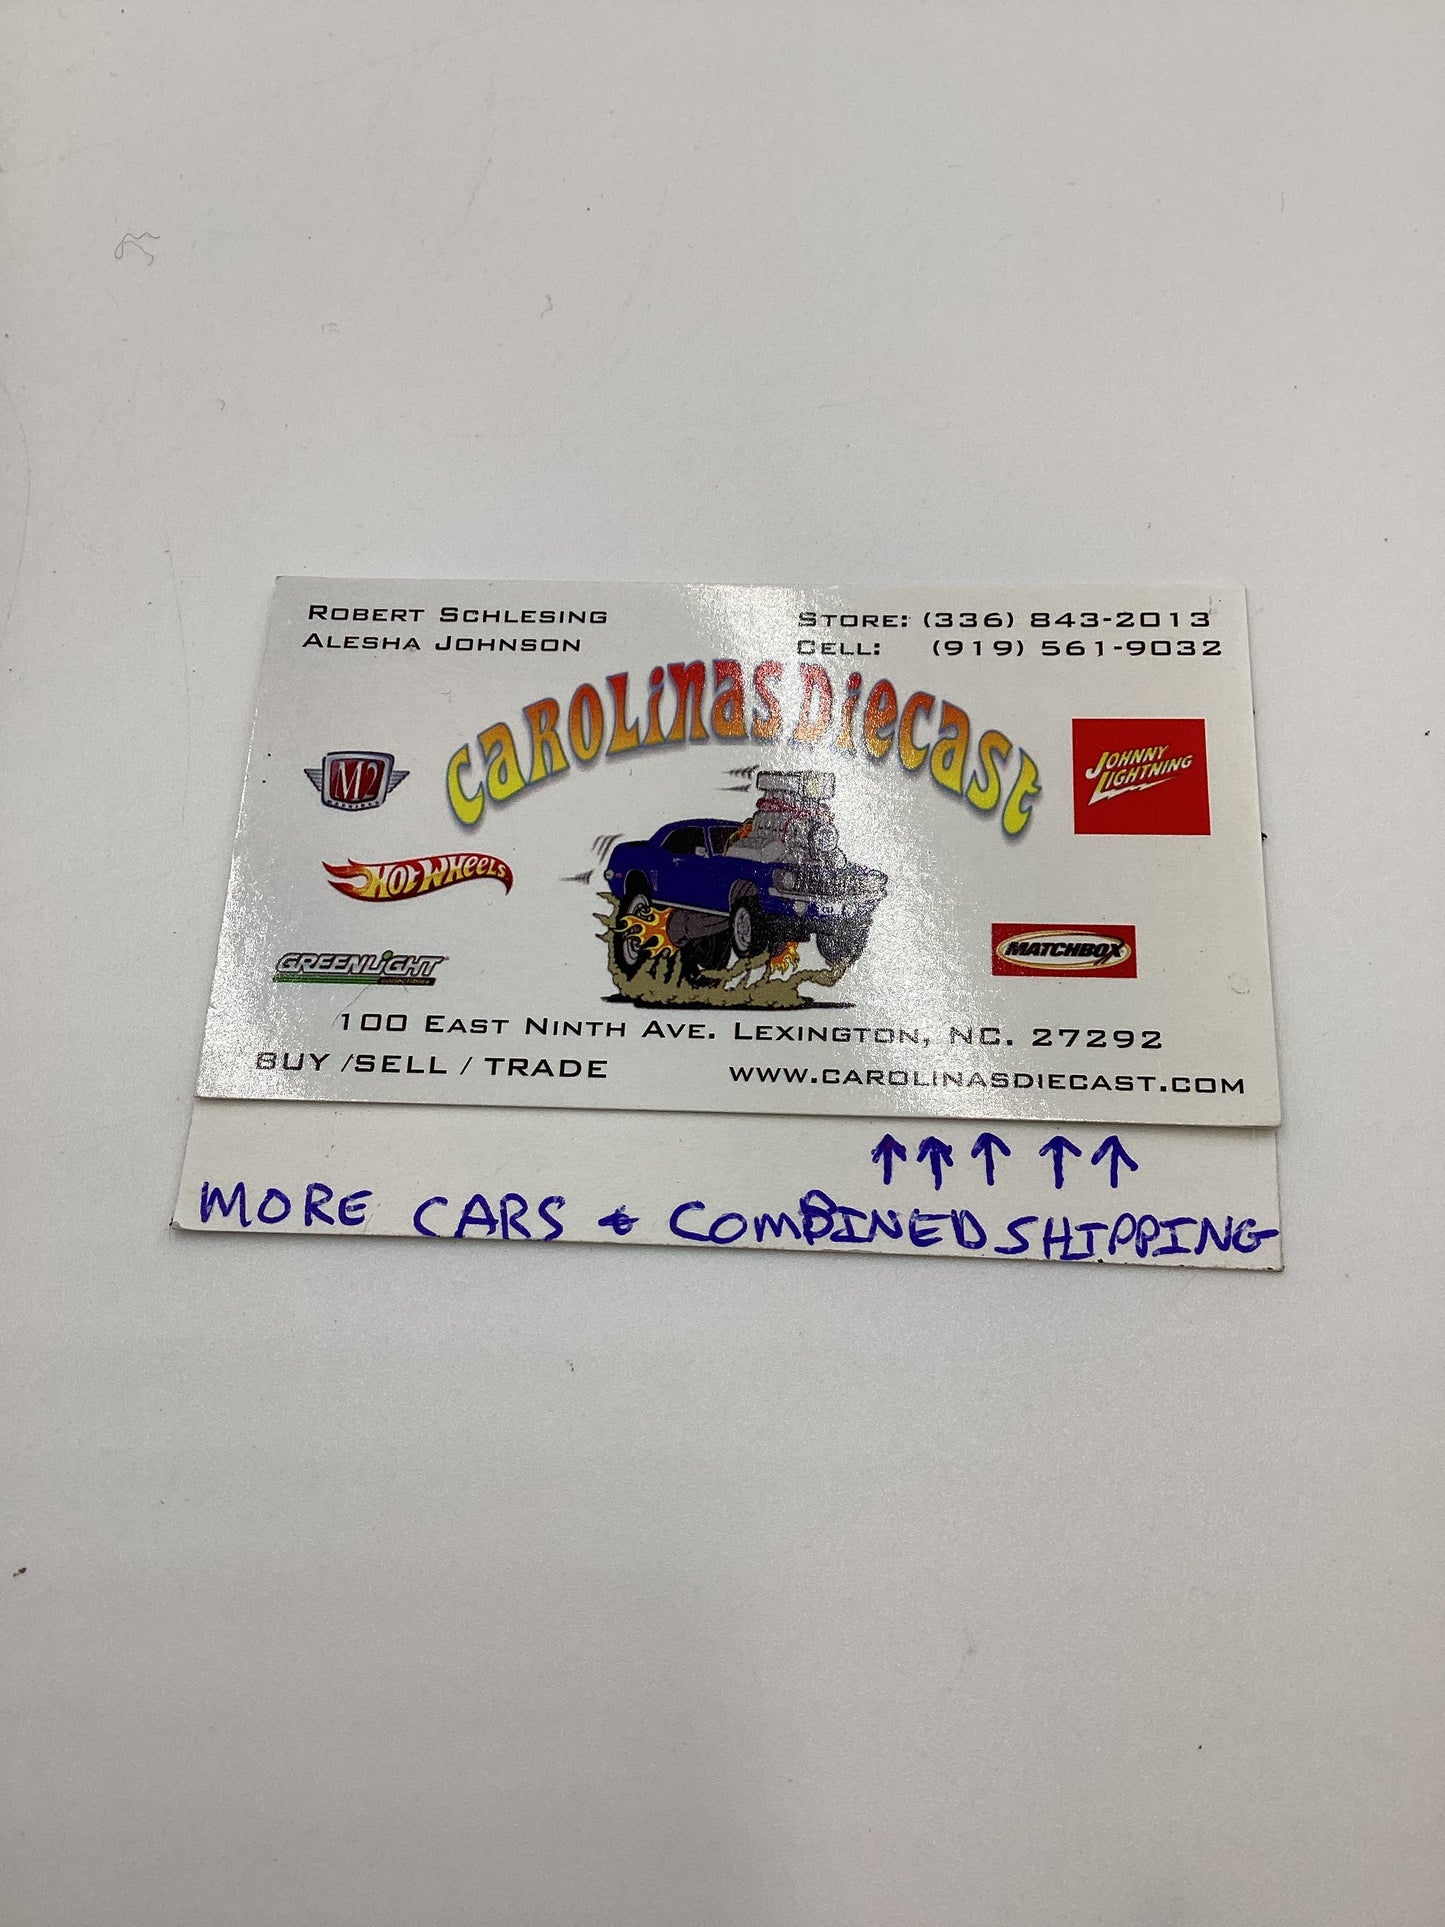 ROBERT SCHLESING
ALESHA JOHNSON
STORE: (336) 843-2013
CELL: (919) 561-9032
CAROLINAS DIECAST
M2
MACHINES
JOHNNY
LIGHTNING
HOT WHEELS
MATCHBOX
GREENLIGHT
COLLECTIBLES
100 EAST NINTH AVE. LEXINGTON, NC. 27292
BUY /SELL / TRADE
WWW.CAROLINASDIECAST.COM
↑ ↑ ↑ ↑ ↑
MORE CARS & COMBINED SHIPPING